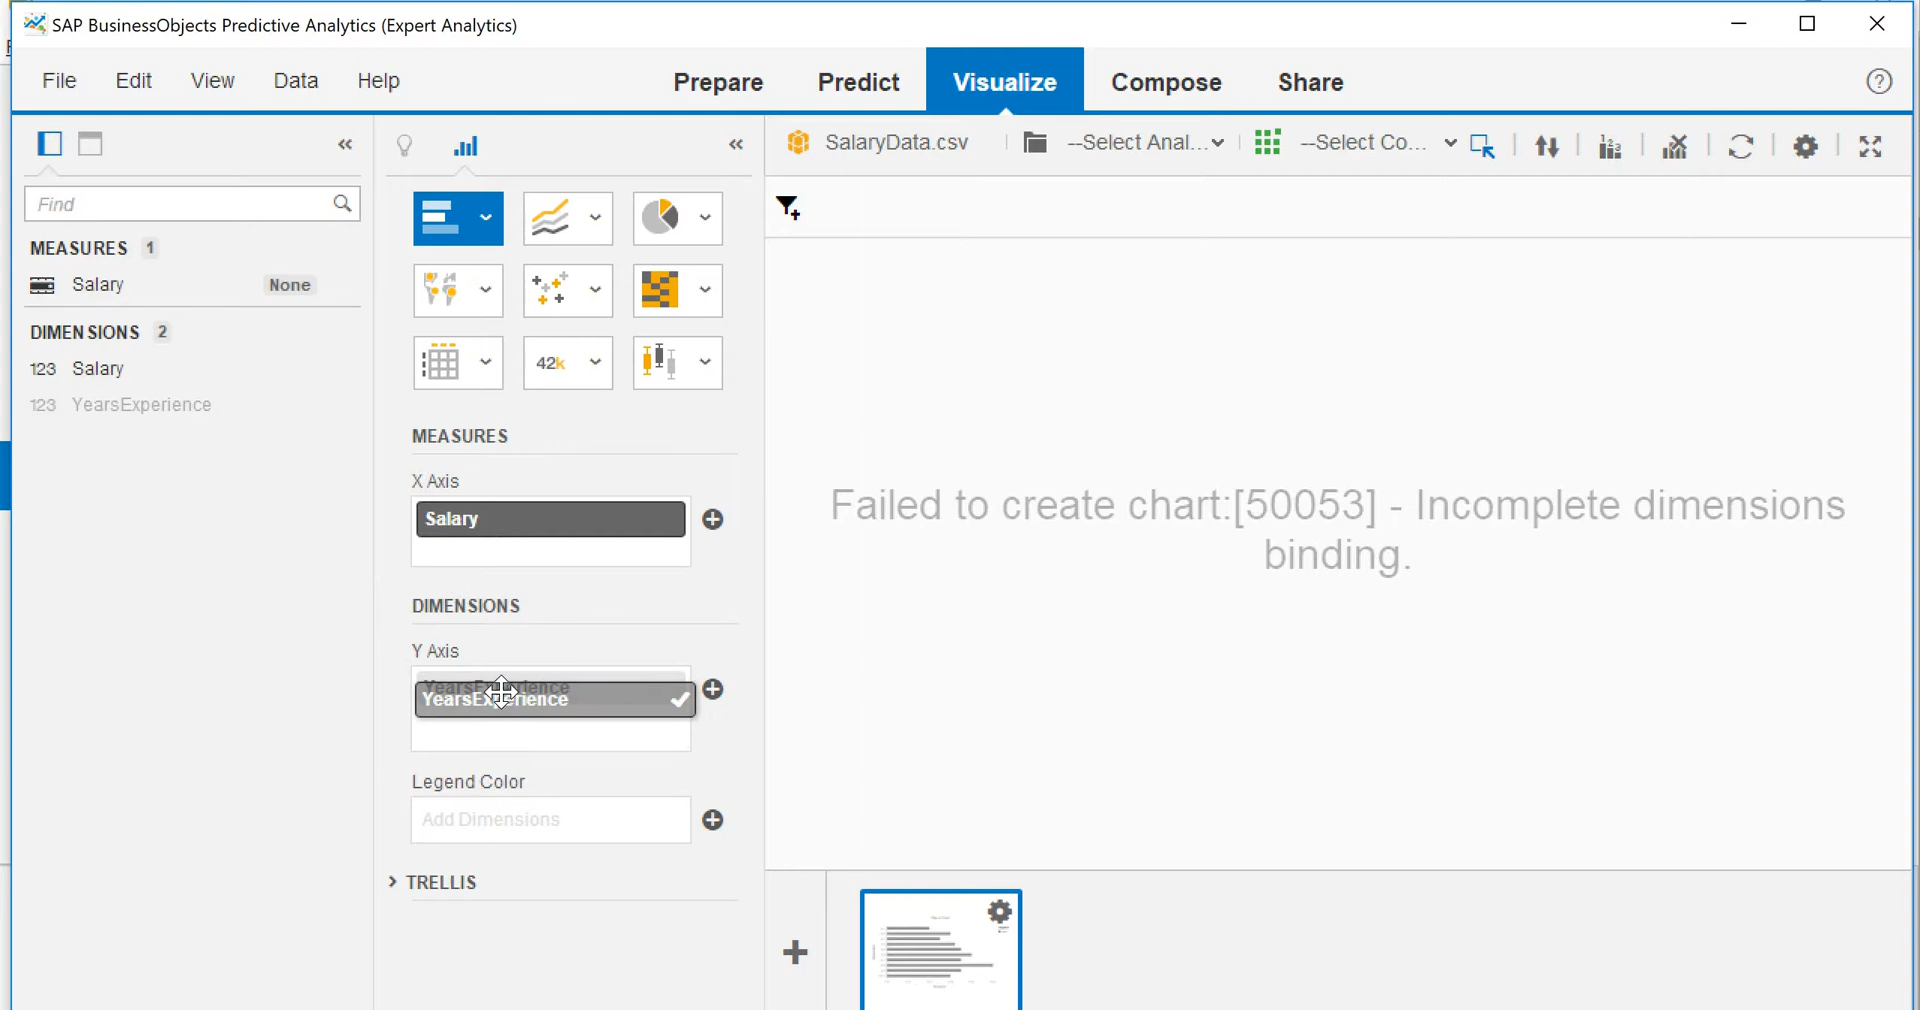 SAP BusinessObjects Predictive Analytics (Expert Analytics)
File Edit View Data Help
Prepare Predict Visualize Compose Share
Find
MEASURES 1
Salary None
DIMENSIONS 2
123 Salary
123 YearsExperience
42k
MEASURES
X Axis
Salary
DIMENSIONS
Y Axis
YearsExperience
YearsExperience
Legend Color
Add Dimensions
TRELLIS
SalaryData.csv --Select Anal... --Select Co...
Failed to create chart:[50053] - Incomplete dimensions
binding.